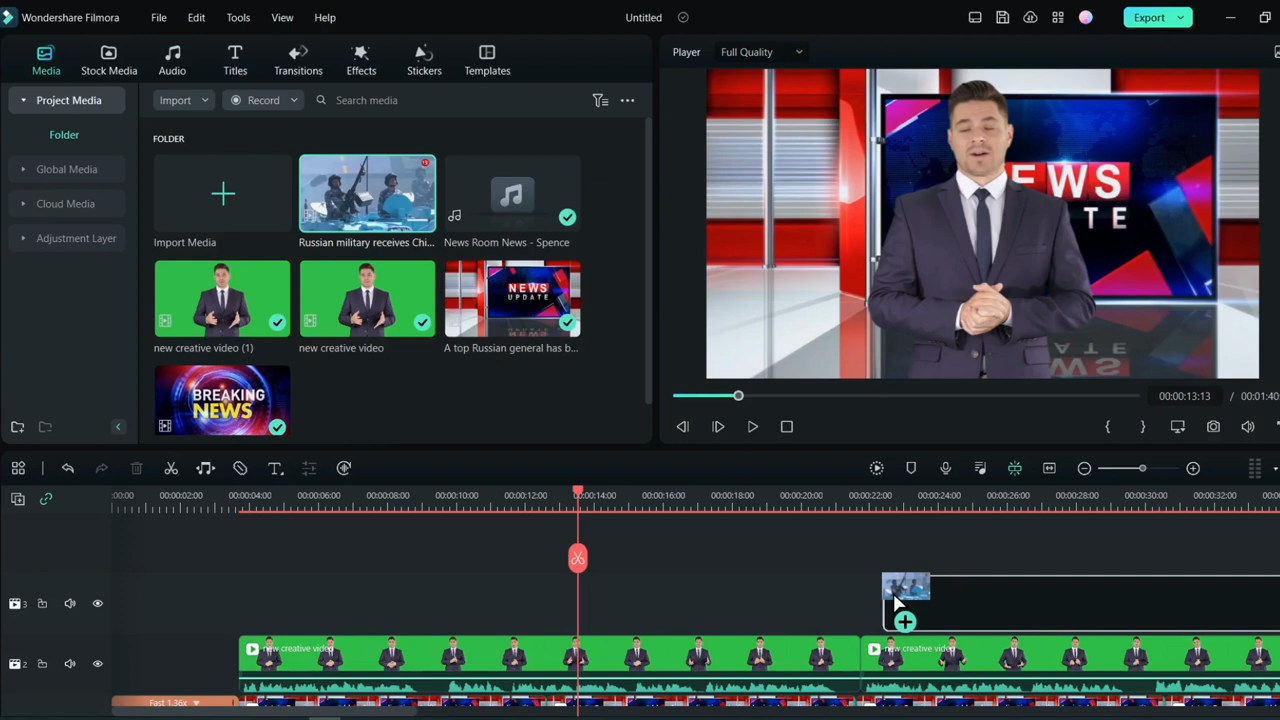 Wondershare Filmora File Edit Tools View Help Untitled Export
Media Stock Media Audio Titles Transitions Effects Stickers Templates
Player Full Quality
Project Media
Folder
Global Media
Cloud Media
Adjustment Layer
Import Record Search media
FOLDER
Import Media
Russian military receives Chi...
News Room News - Spence
NEWS
UPDATE
new creative video (1)
new creative video
A top Russian general has b...
BREAKING
NEWS
EWS
TE
00:00:13:13 / 00:01:40
:00:00 00:00:02:00 00:00:04:00 00:00:06:00 00:00:08:00 00:00:10:00 00:00:12:00 00:00:14:00 00:00:16:00 00:00:18:00 00:00:20:00 00:00:22:00 00:00:24:00 00:00:26:00 00:00:28:00 00:00:30:00 00:00:32:00
3
new creative video
new creative video
2
Fast 1.36x